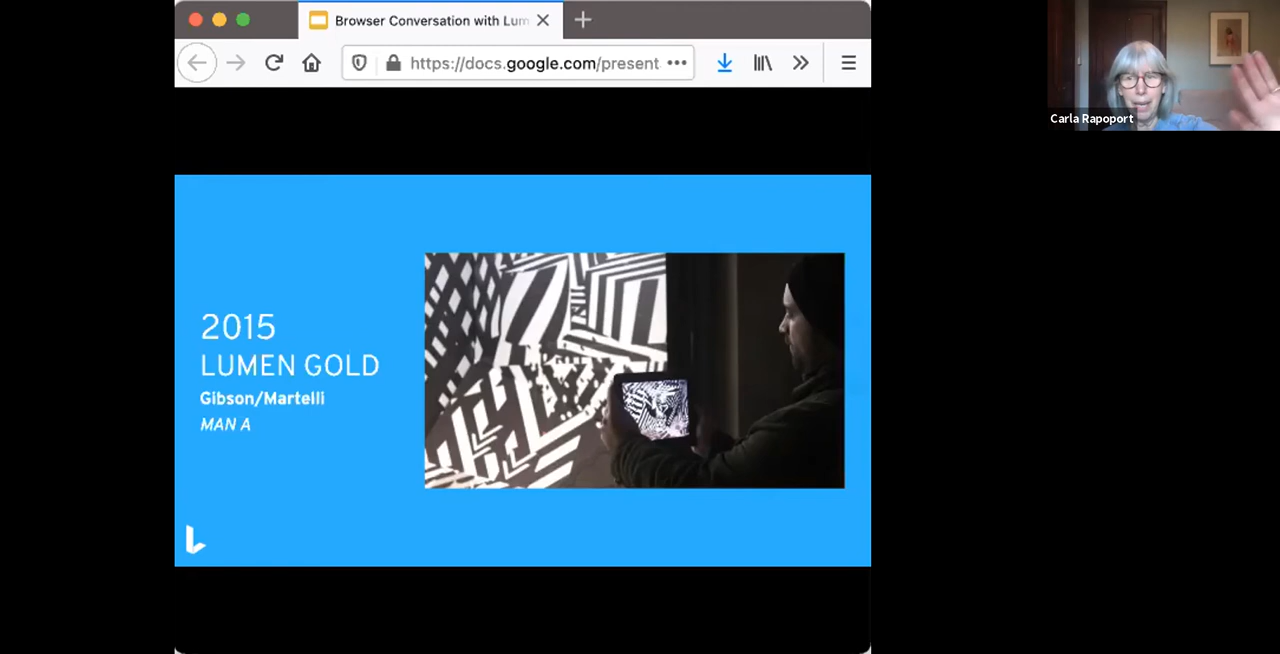 Browser Conversation with Lum
https://docs.google.com/present
Carla Rapoport
2015
LUMEN GOLD
Gibson/Martelli
MAN A